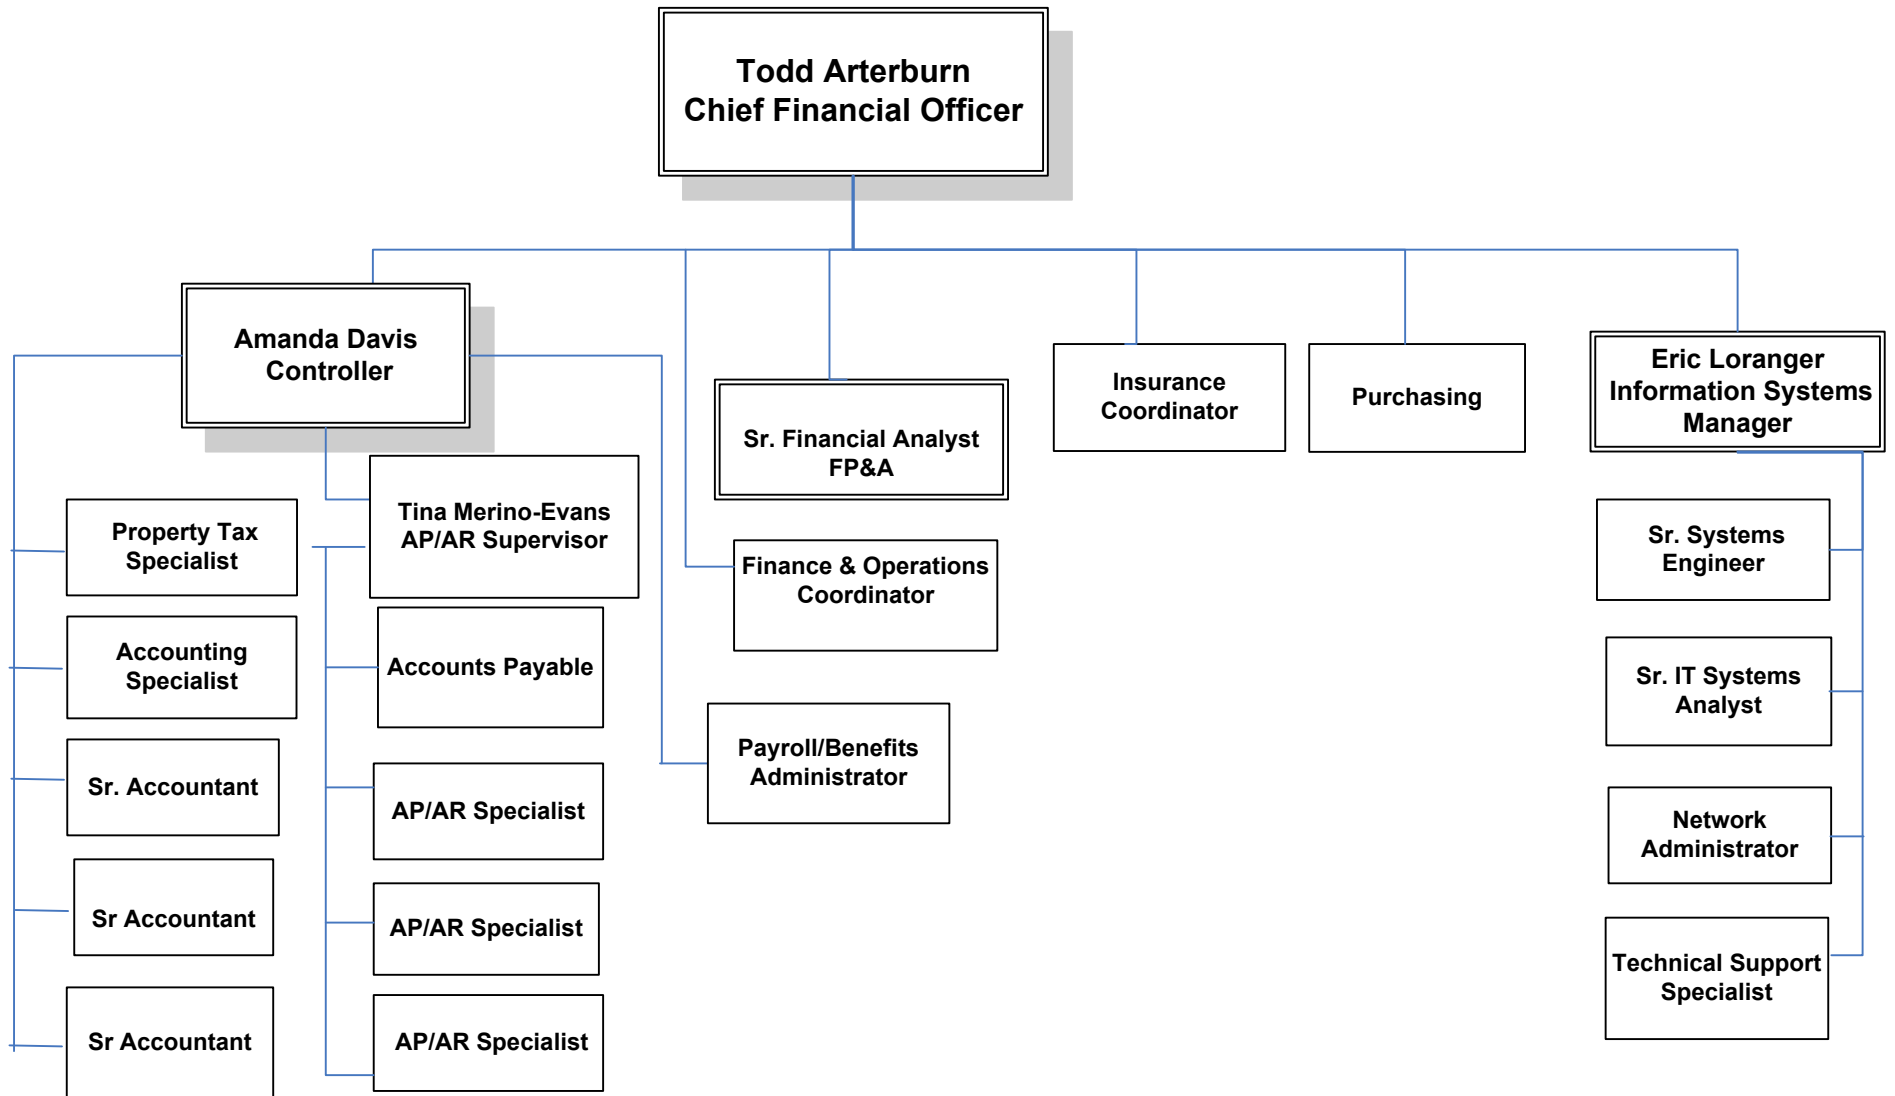 Todd Arterburn
Chief Financial Officer
Amanda Davis
Controller
Property Tax
Specialist
Accounting
Specialist
Sr. Accountant
Sr Accountant
Sr Accountant
Tina Merino-Evans
AP/AR Supervisor
Accounts Payable
AP/AR Specialist
AP/AR Specialist
AP/AR Specialist
Payroll/Benefits
Administrator
Finance & Operations
Coordinator
Sr. Financial Analyst
FP&A
Insurance
Coordinator
Purchasing
Eric Loranger
Information Systems
Manager
Sr. Systems
Engineer
Sr. IT Systems
Analyst
Network
Administrator
Technical Support
Specialist